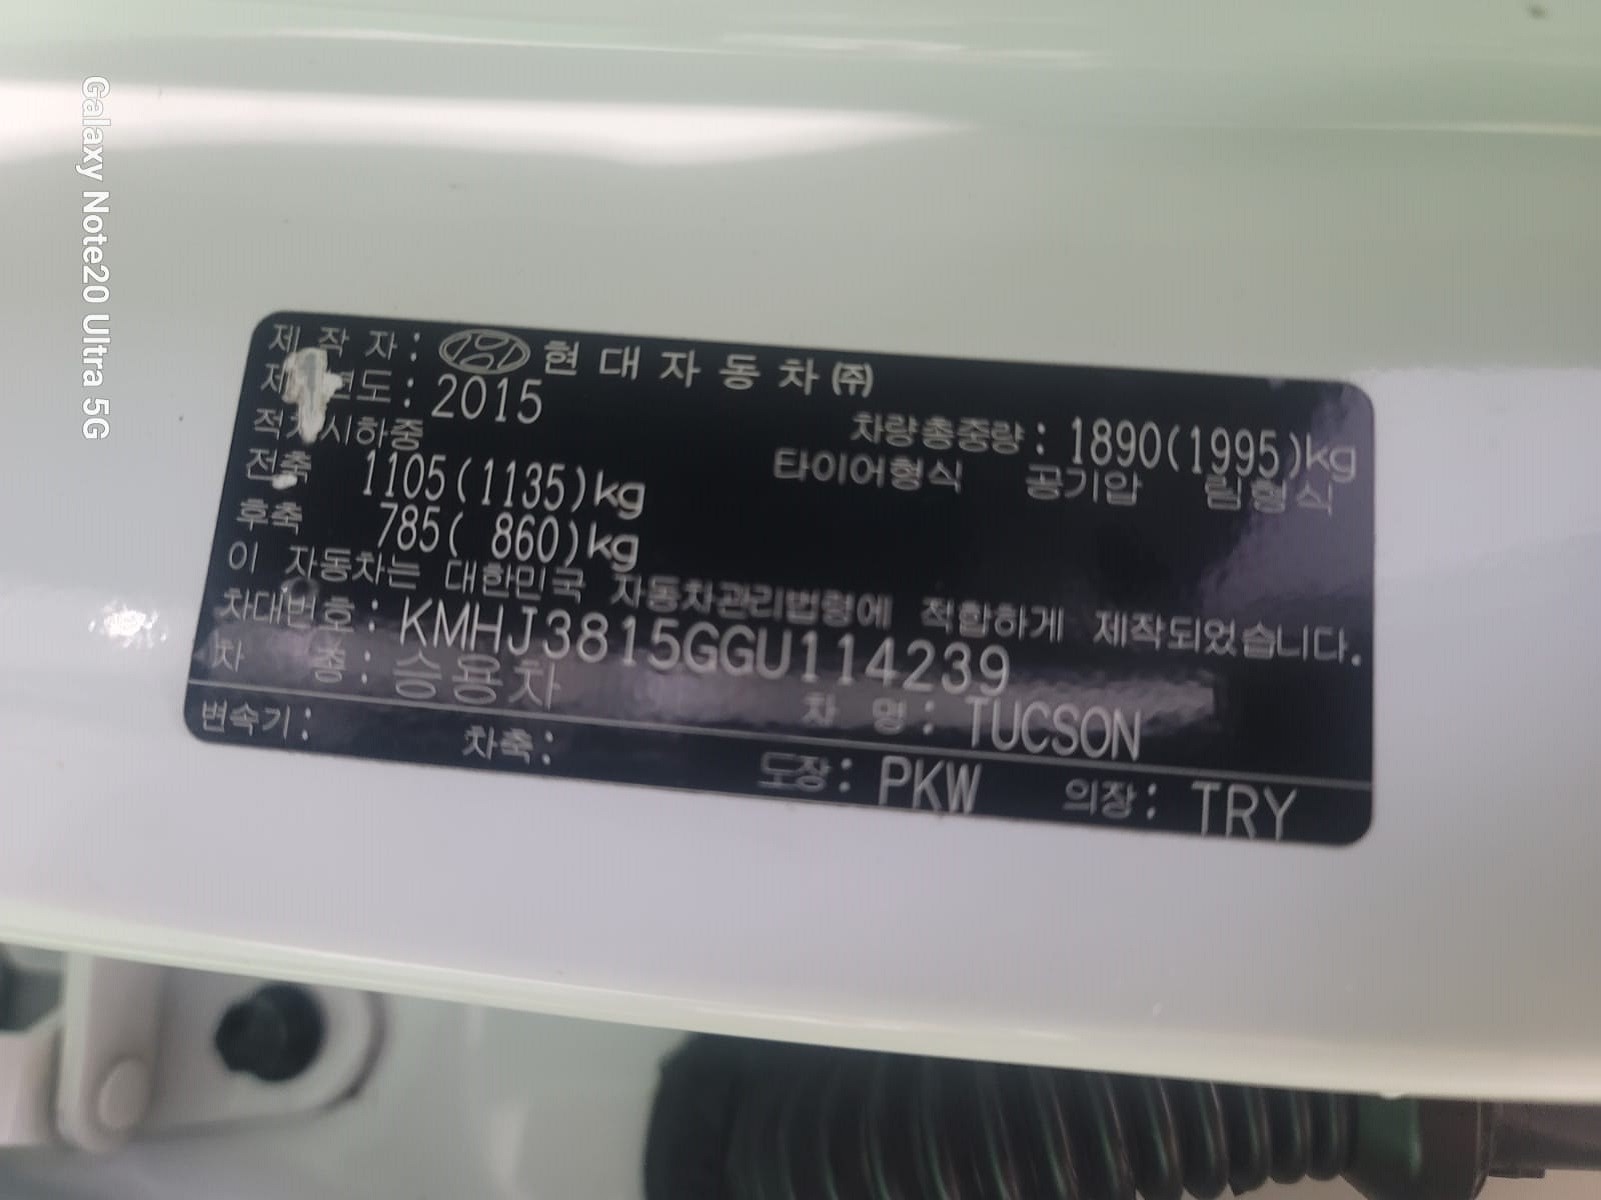 제 작 자 : 현 대 자 동 차 ㈜
제 년도 : 2015
차량총중량 : 1890(1995)kg
적차시하중
타이어형식 공기압 림형식
전축 1105(1135)kg
후축 785( 860)kg
이 자동차는 대한민국 자동차관리법령에 적합하게 제작되었습니다.
차대번호 : KMHJ3815GGU114239
차 종 : 승용차 차 명 : TUCSON
변속기 : 차축 : 도장 : PKW 의장 : TRY
Galaxy Note20 Ultra 5G